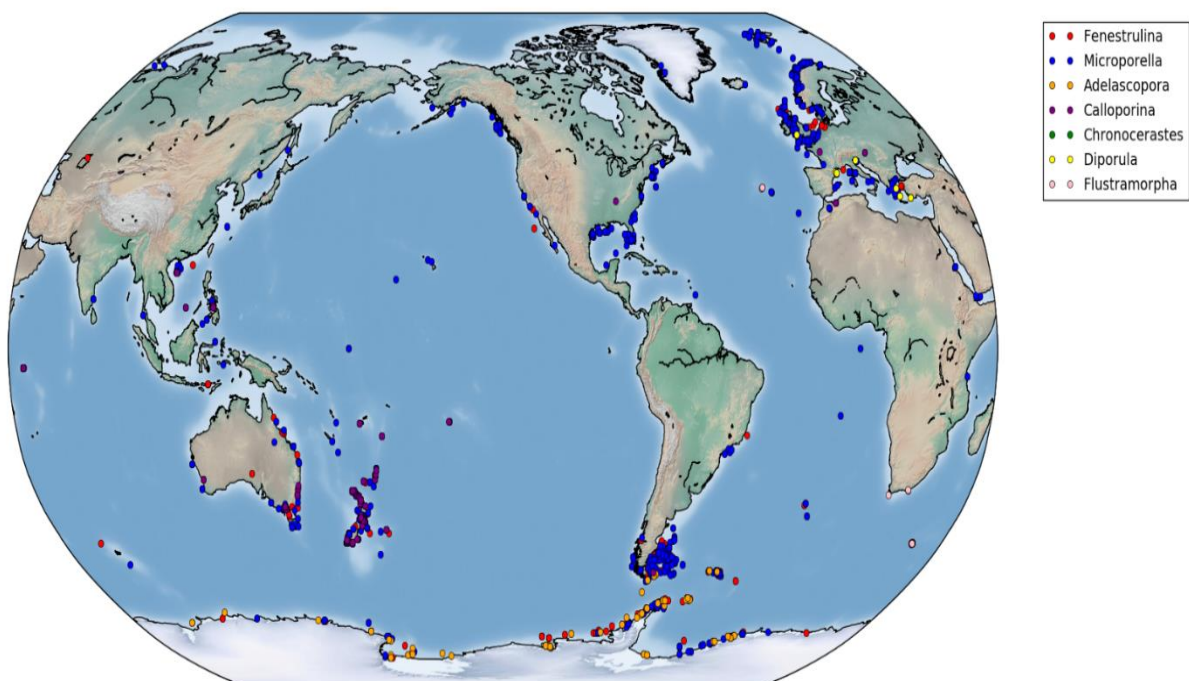 Fenestrulina
Microporella
Adelascopora
Calloporina
Chronocerastes
Diporula
Flustramorpha